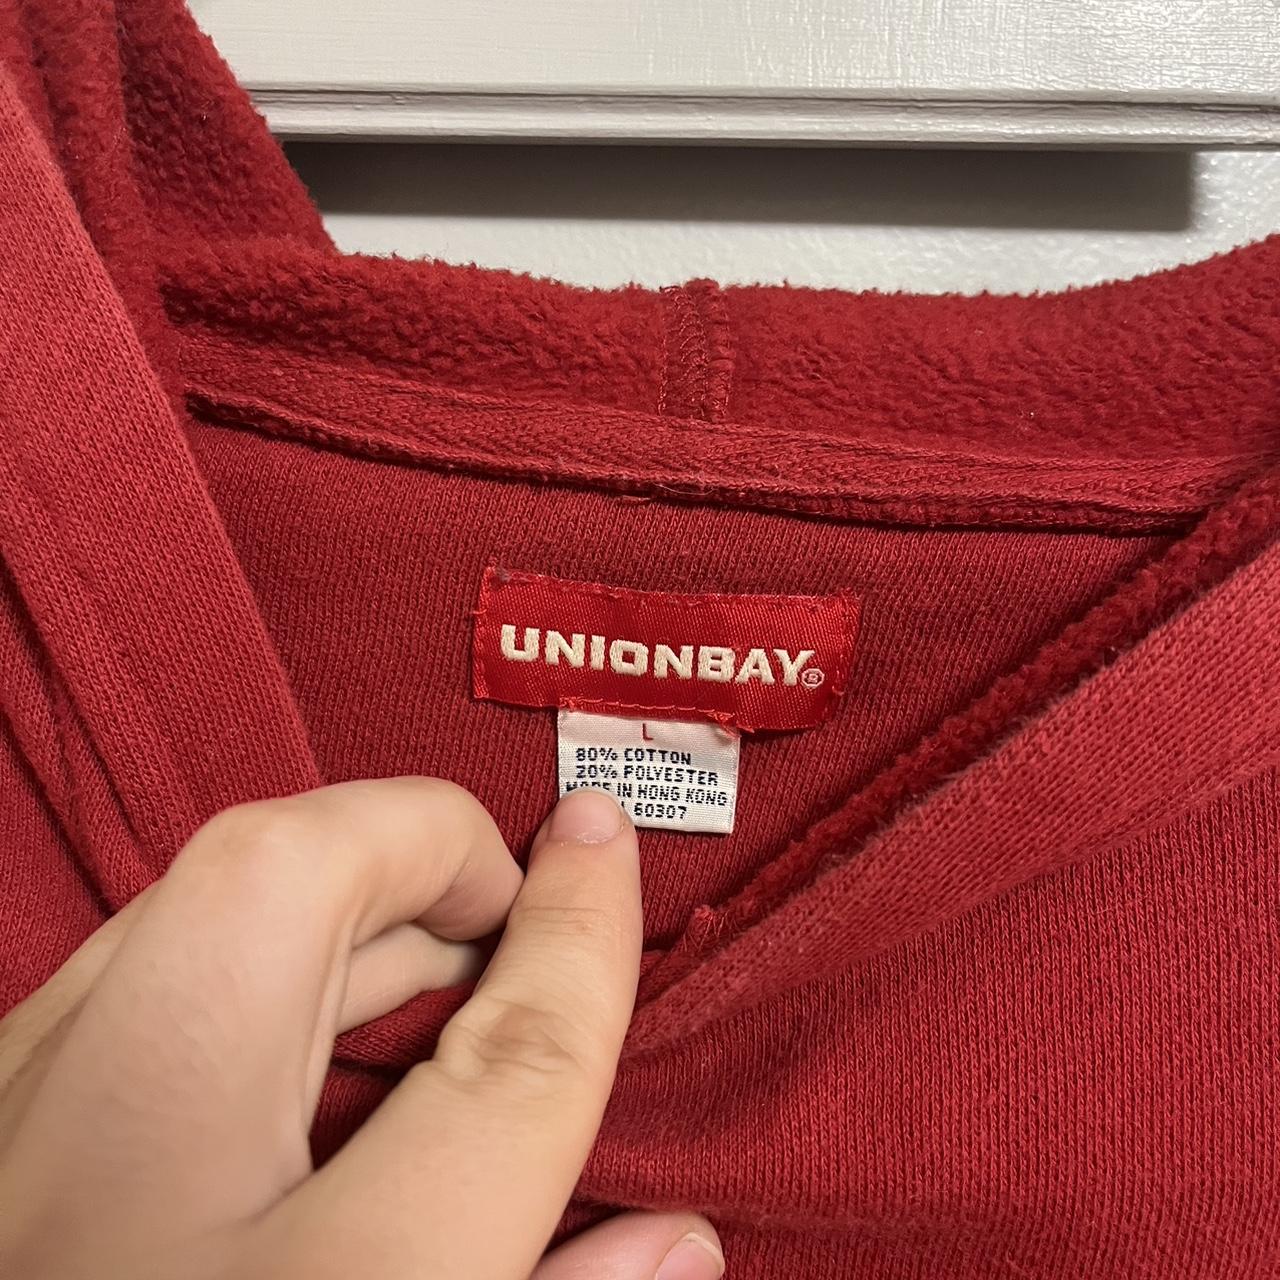 UNIONBAY®
L
80% COTTON
20% POLYESTER
MADE IN HONG KONG
60307